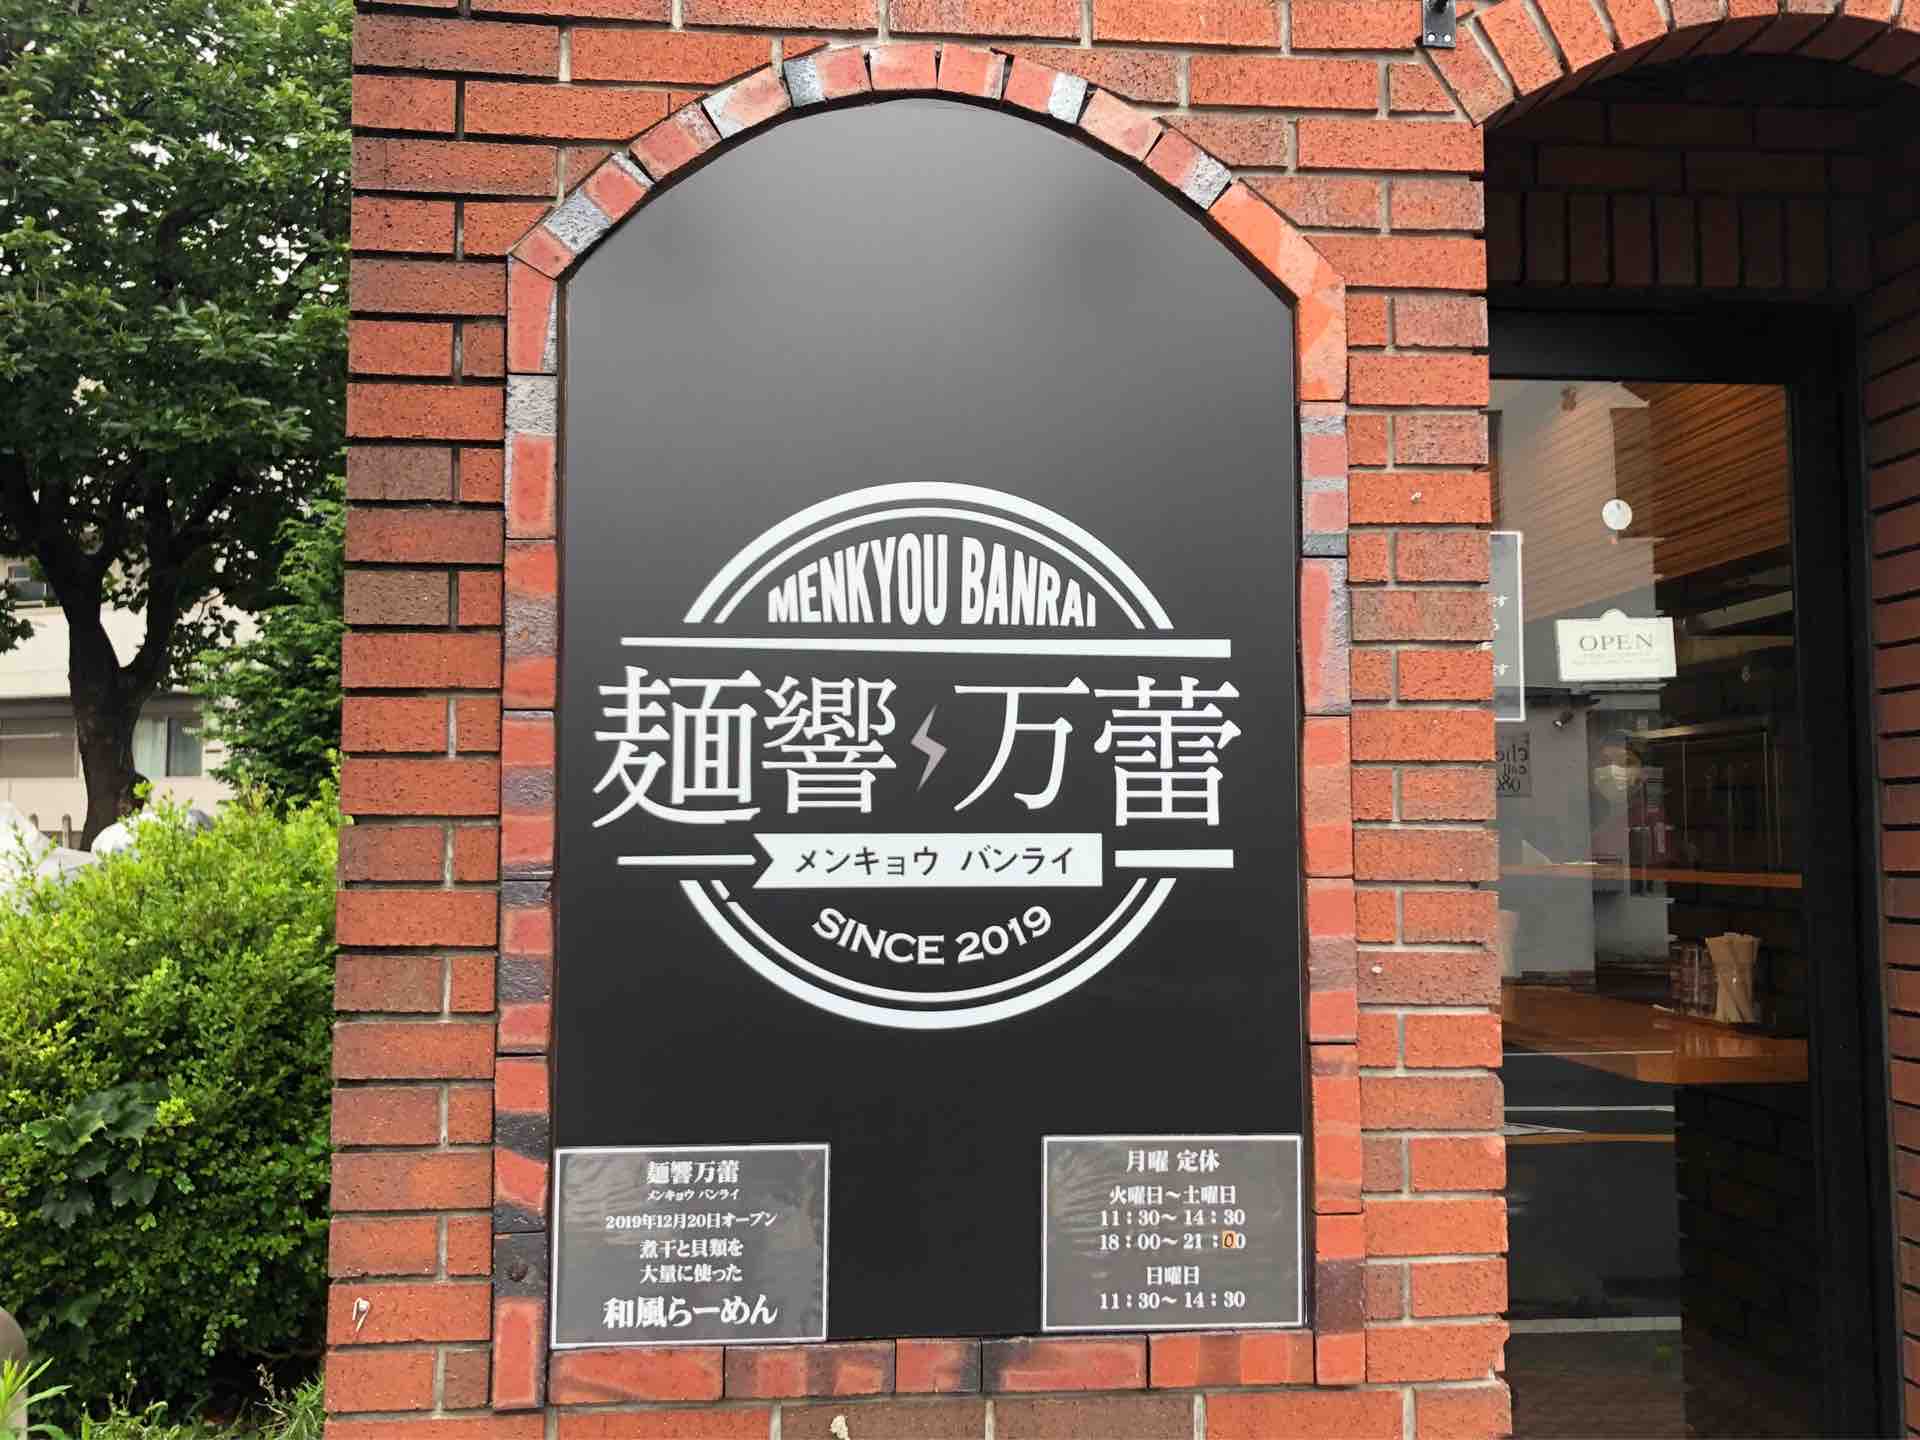 MENKYOU BANRAI
麺響万蕾
メンキョウ バンライ
SINCE 2019
麺響万蕾
メンキョウ バンライ
2019年12月20日オープン
煮干と貝類を
大量に使った
和風らーめん
月曜 定休
火曜日〜土曜日
11：30〜14：30
18：00〜21：00
日曜日
11：30〜14：30
OPEN